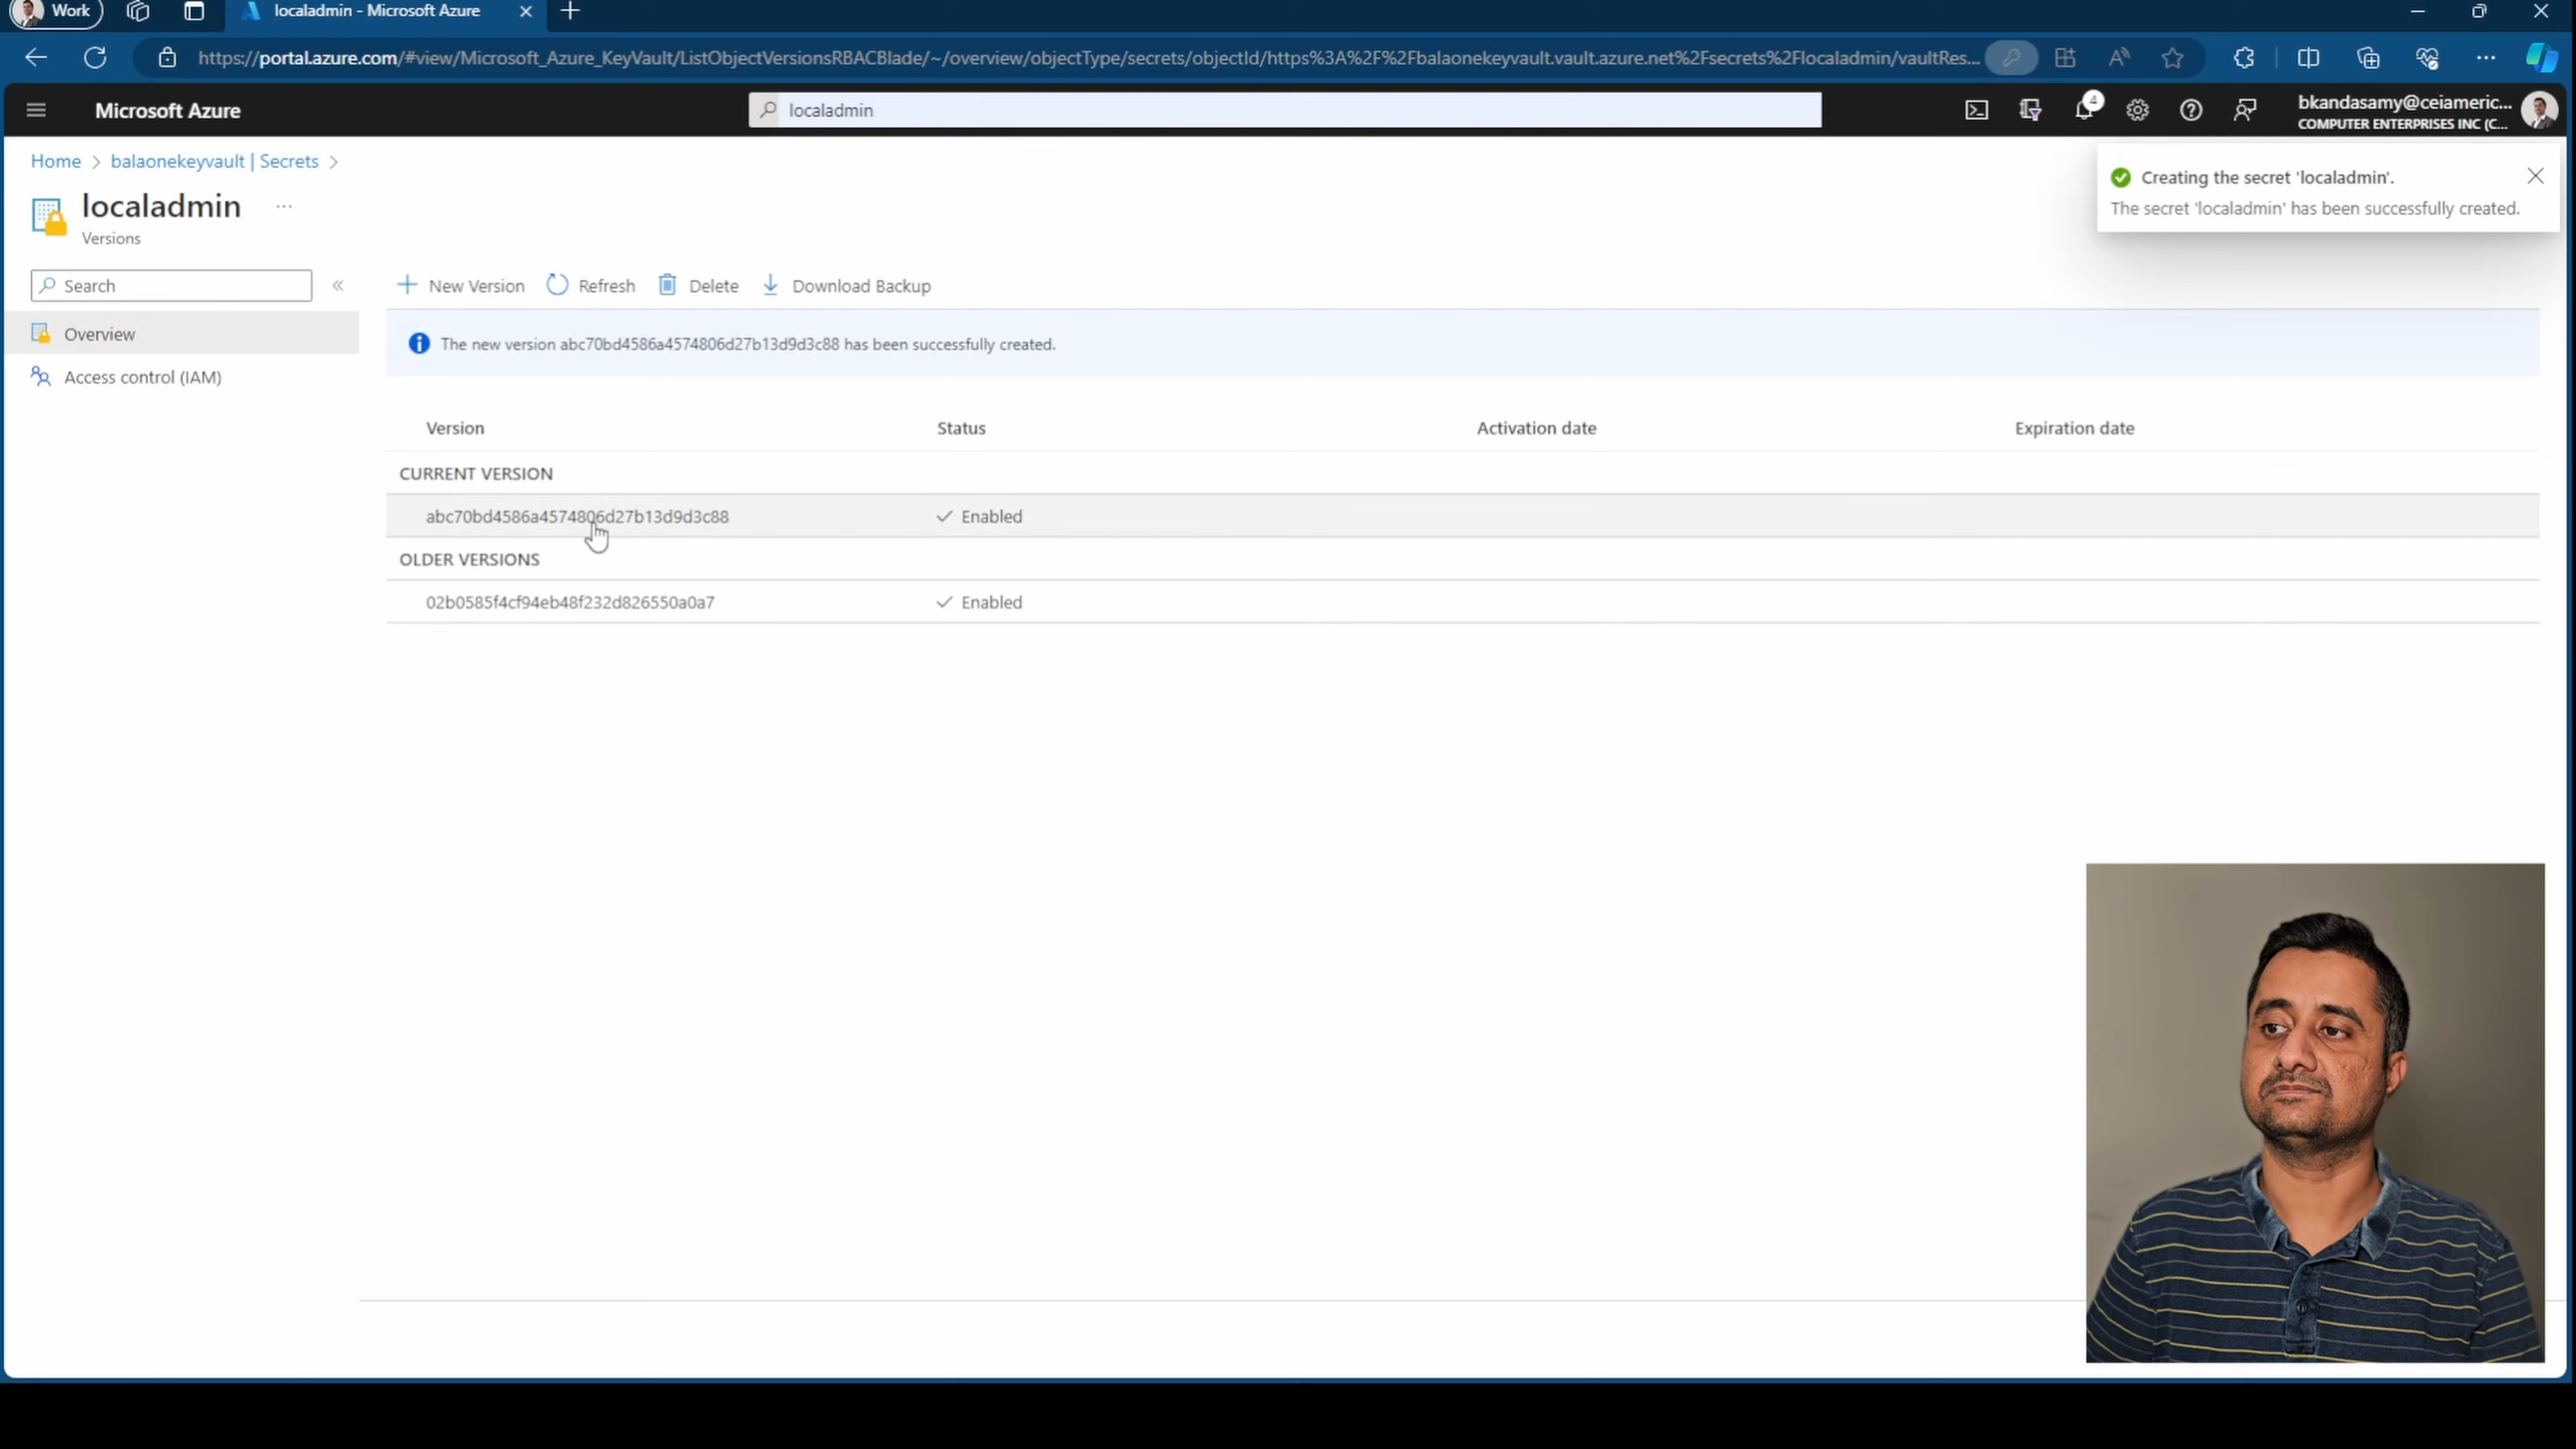 Work
localadmin - Microsoft Azure
https://portal.azure.com/#view/Microsoft_Azure_KeyVault/ListObjectVersionsRBACBlade/~/overview/objectType/secrets/objectId/https%3A%2F%2Fbalaonekeyvault.vault.azure.net%2Fsecrets%2Flocaladmin/vaultRes...
Microsoft Azure
localadmin
4
bkandasamy@ceiameric...
COMPUTER ENTERPRISES INC (C...
Home > balaonekeyvault | Secrets >
Creating the secret 'localadmin'.
The secret 'localadmin' has been successfully created.
localadmin ...
Versions
Search
«
New Version
Refresh
Delete
Download Backup
Overview
Access control (IAM)
The new version abc70bd4586a4574806d27b13d9d3c88 has been successfully created.
Version Status Activation date Expiration date
CURRENT VERSION
abc70bd4586a4574806d27b13d9d3c88 Enabled
OLDER VERSIONS
02b0585f4cf94eb48f232d826550a0a7 Enabled